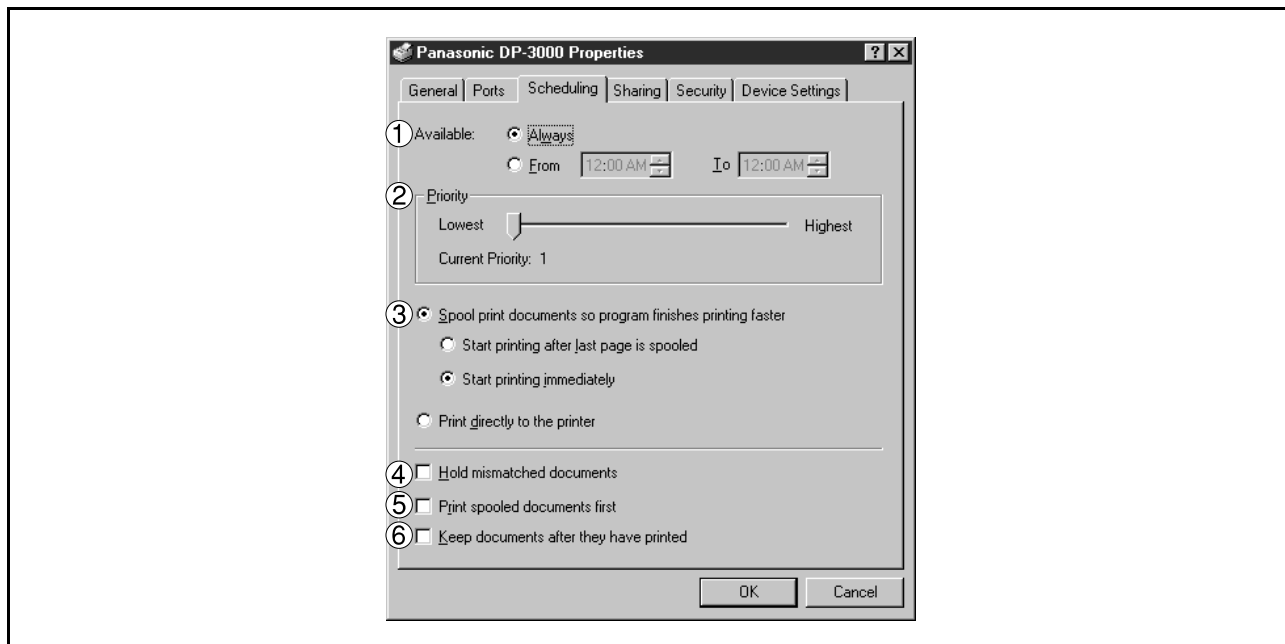 Panasonic DP-3000 Properties
General Ports Scheduling Sharing Security Device Settings
① Available: Always
From 12:00 AM To 12:00 AM
② Priority
Lowest Highest
Current Priority: 1
③ Spool print documents so program finishes printing faster
Start printing after last page is spooled
Start printing immediately
Print directly to the printer
④ Hold mismatched documents
⑤ Print spooled documents first
⑥ Keep documents after they have printed
OK Cancel